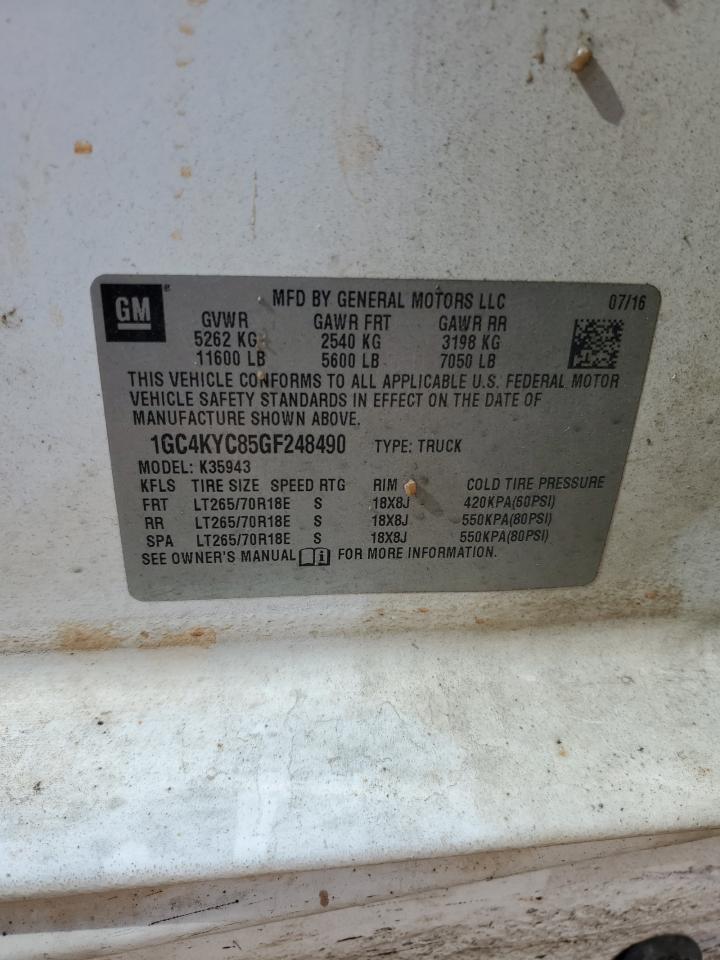 GM ®
MFD BY GENERAL MOTORS LLC 07/16
GVWR GAWR FRT GAWR RR
5262 KG 2540 KG 3198 KG
11600 LB 5600 LB 7050 LB
THIS VEHICLE CONFORMS TO ALL APPLICABLE U.S. FEDERAL MOTOR
VEHICLE SAFETY STANDARDS IN EFFECT ON THE DATE OF
MANUFACTURE SHOWN ABOVE.
1GC4KYC85GF248490 TYPE: TRUCK
MODEL: K35943
KFLS TIRE SIZE SPEED RTG RIM COLD TIRE PRESSURE
FRT LT265/70R18E S 18X8J 420KPA(60PSI)
RR LT265/70R18E S 18X8J 550KPA(80PSI)
SPA LT265/70R18E S 18X8J 550KPA(80PSI)
SEE OWNER'S MANUAL i FOR MORE INFORMATION.